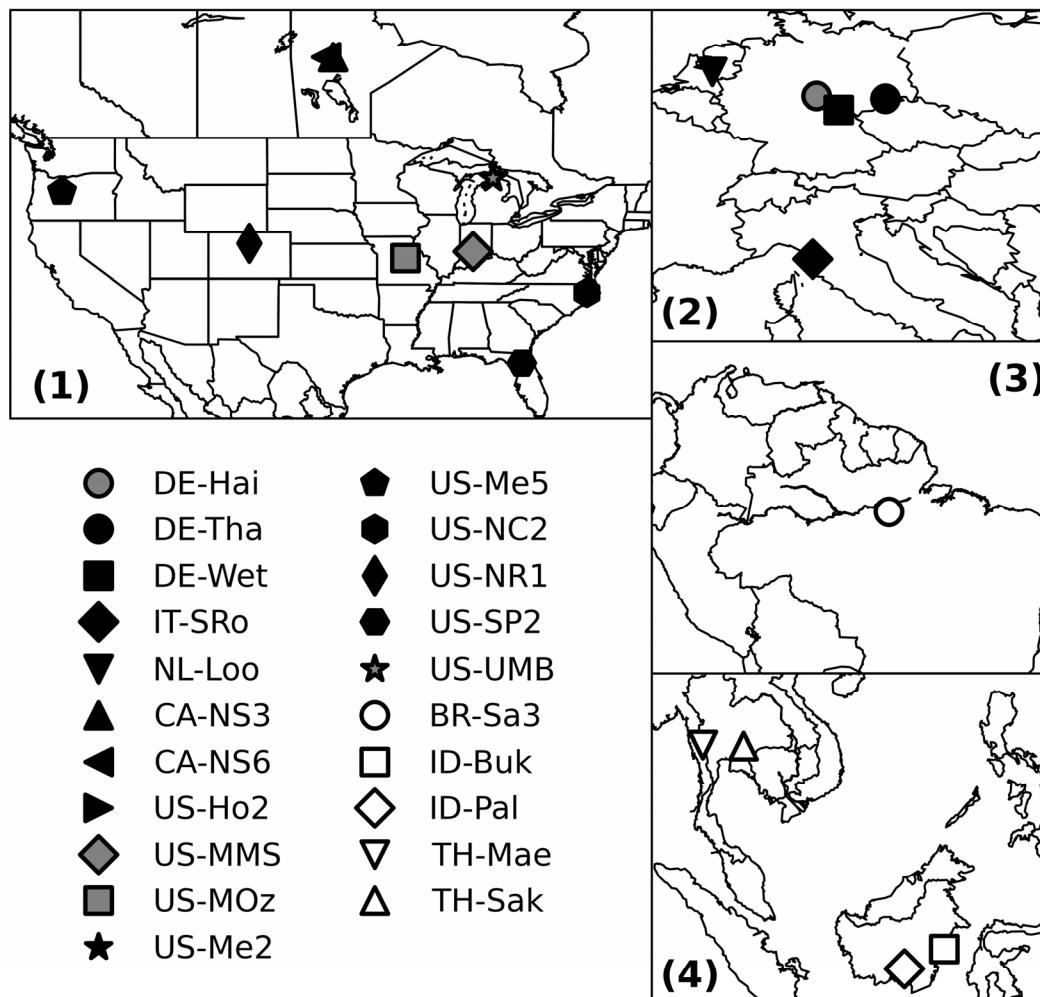 (1)
(2)
(3)
(4)
DE-Hai
DE-Tha
DE-Wet
IT-SRo
NL-Loo
CA-NS3
CA-NS6
US-Ho2
US-MMS
US-MOz
US-Me2
US-Me5
US-NC2
US-NR1
US-SP2
US-UMB
BR-Sa3
ID-Buk
ID-Pal
TH-Mae
TH-Sak